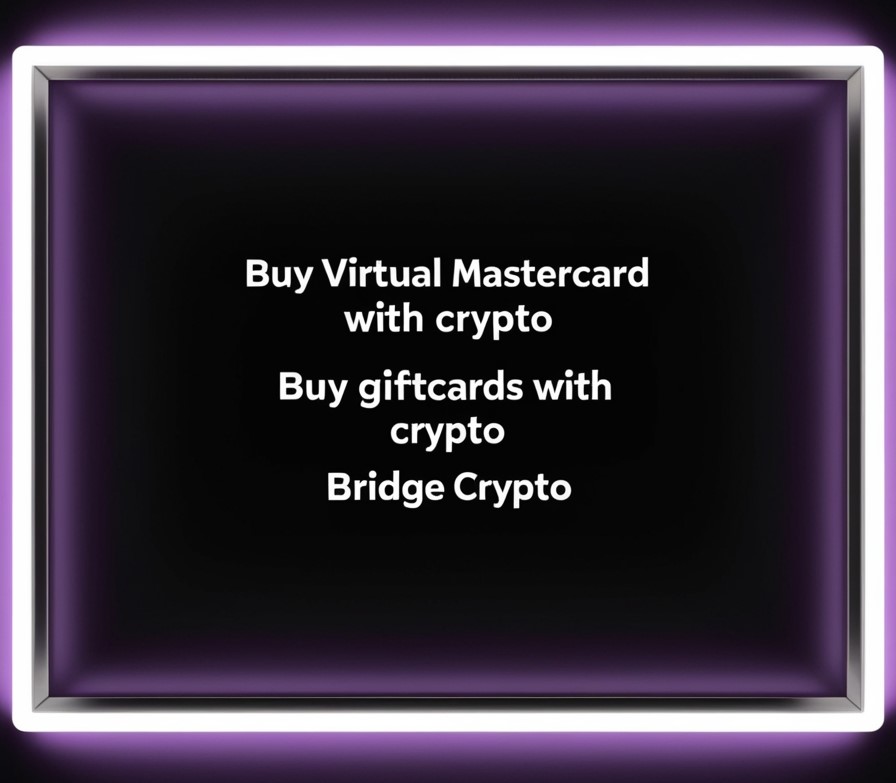 Buy Virtual Mastercard
with crypto
Buy giftcards with
crypto
Bridge Crypto